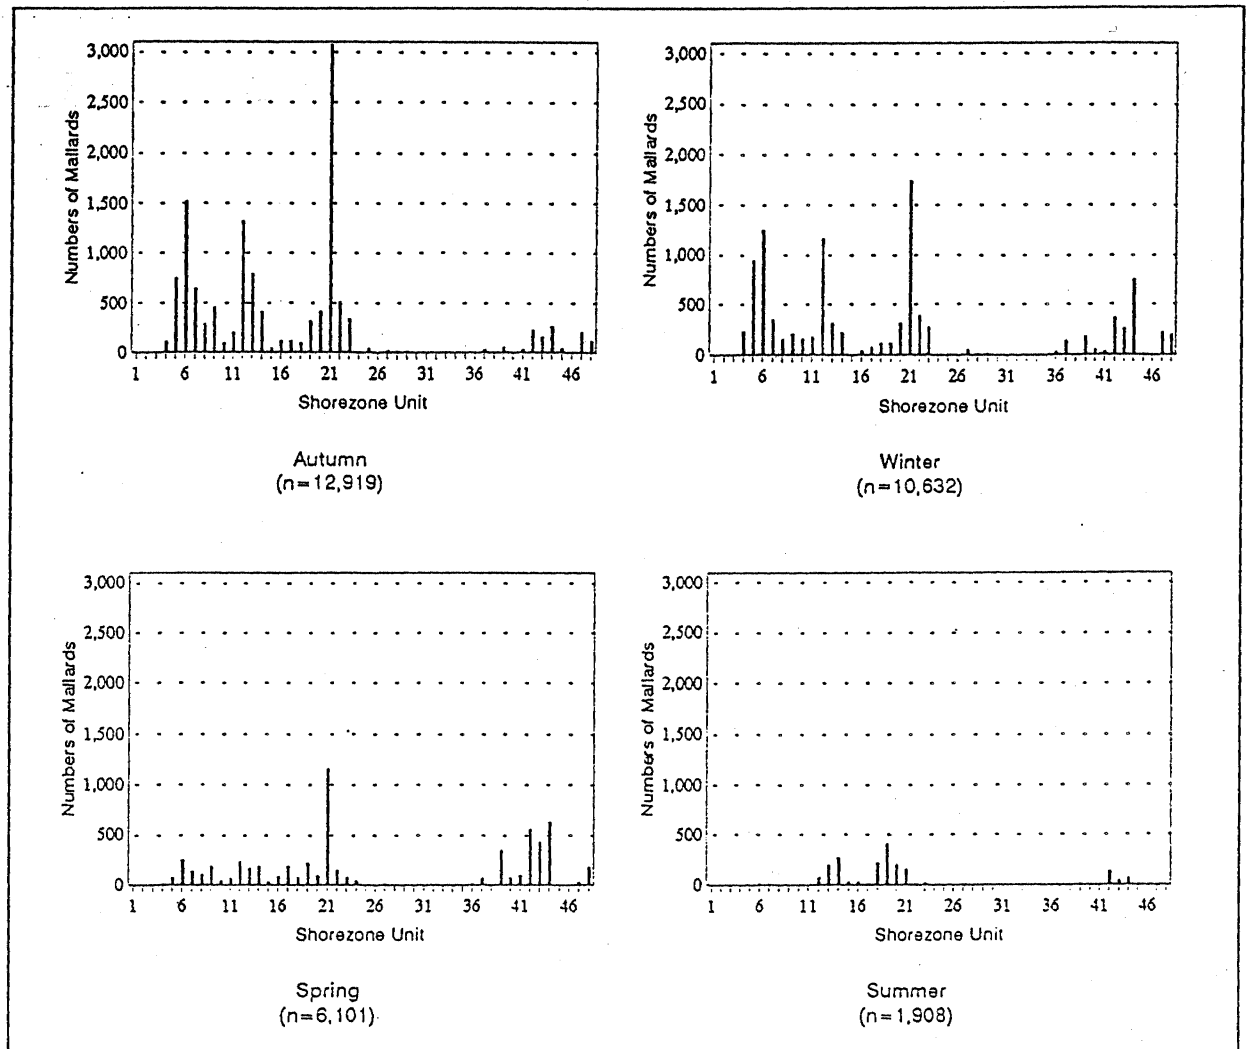 3,000
2,500
2,000
1,500
1,000
500
0
Numbers of Mallards
1 6 11 16 21 26 31 36 41 46
Shorezone Unit
Autumn
(n=12,919)
3,000
2,500
2,000
1,500
1,000
500
0
Numbers of Mallards
1 6 11 16 21 26 31 36 41 46
Shorezone Unit
Winter
(n=10,632)
3,000
2,500
2,000
1,500
1,000
500
0
Numbers of Mallards
1 6 11 16 21 26 31 36 41 46
Shorezone Unit
Spring
(n=6,101)
3,000
2,500
2,000
1,500
1,000
500
0
Numbers of Mallards
1 6 11 16 21 26 31 36 41 46
Shorezone Unit
Summer
(n=1,908)